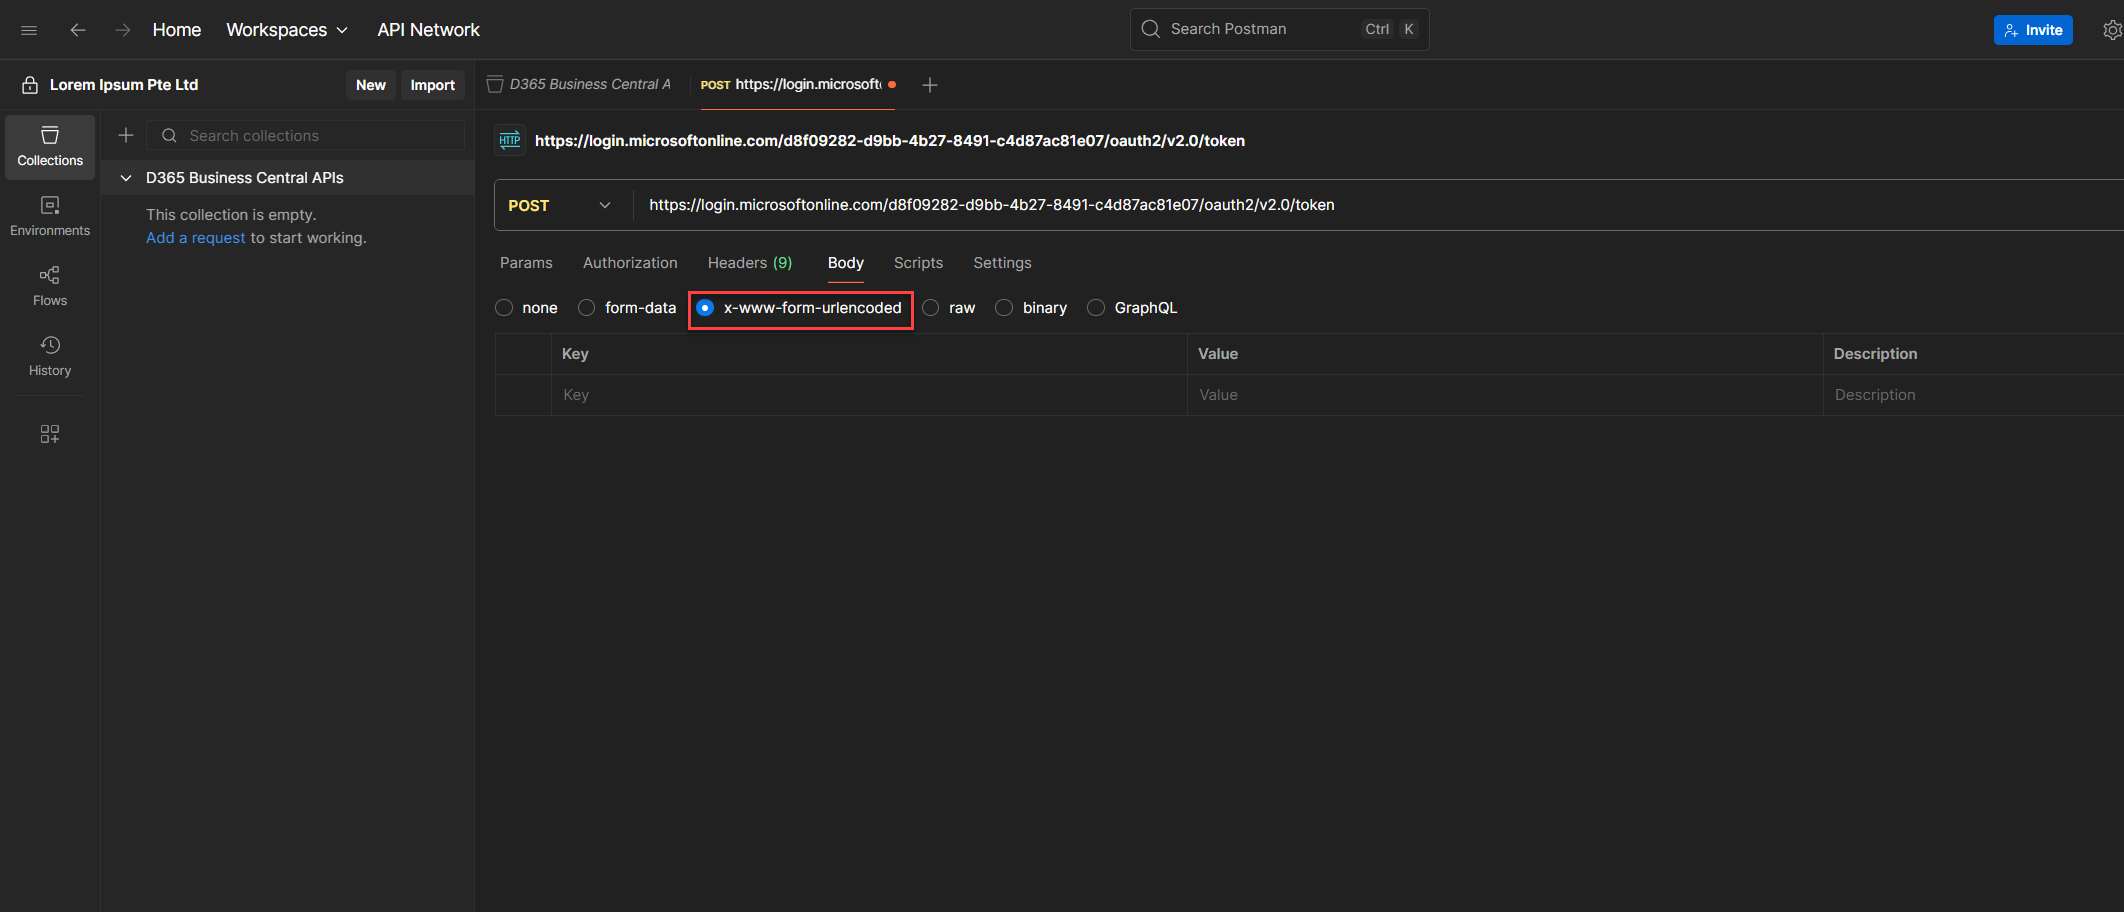 Home Workspaces API Network
Search Postman Ctrl K
Invite
Lorem Ipsum Pte Ltd New Import
D365 Business Central A
POST https://login.microsoft
Collections
Environments
Flows
History
Search collections
D365 Business Central APIs
This collection is empty.
Add a request to start working.
HTTP https://login.microsoftonline.com/d8f09282-d9bb-4b27-8491-c4d87ac81e07/oauth2/v2.0/token
POST https://login.microsoftonline.com/d8f09282-d9bb-4b27-8491-c4d87ac81e07/oauth2/v2.0/token
Params Authorization Headers (9) Body Scripts Settings
none form-data x-www-form-urlencoded raw binary GraphQL
Key Value Description
Key Value Description